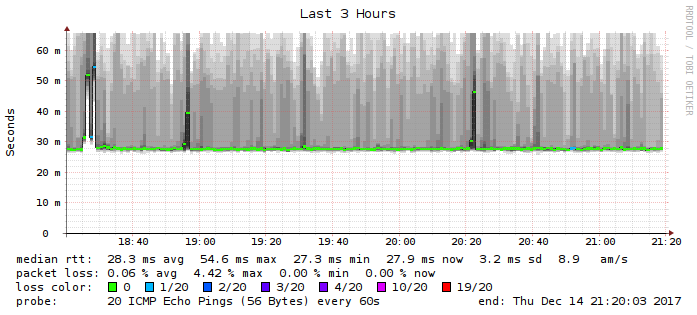 Last 3 Hours
RRDTOOL / TOBI OETIKER
Seconds
60 m
50 m
40 m
30 m
20 m
10 m
0
18:40 19:00 19:20 19:40 20:00 20:20 20:40 21:00 21:20
median rtt: 28.3 ms avg 54.6 ms max 27.3 ms min 27.9 ms now 3.2 ms sd 8.9 am/s
packet loss: 0.06 % avg 4.42 % max 0.00 % min 0.00 % now
loss color: 0 1/20 2/20 3/20 4/20 10/20 19/20
probe: 20 ICMP Echo Pings (56 Bytes) every 60s end: Thu Dec 14 21:20:03 2017